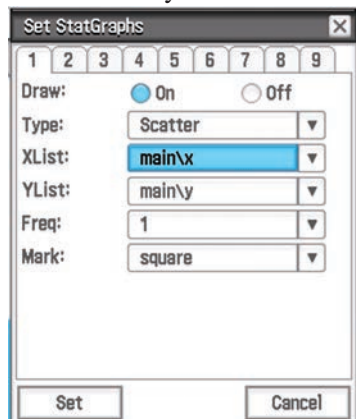 Set StatGraphs
1 2 3 4 5 6 7 8 9
Draw: On Off
Type: Scatter
XList: main\x
YList: main\y
Freq: 1
Mark: square
Set Cancel